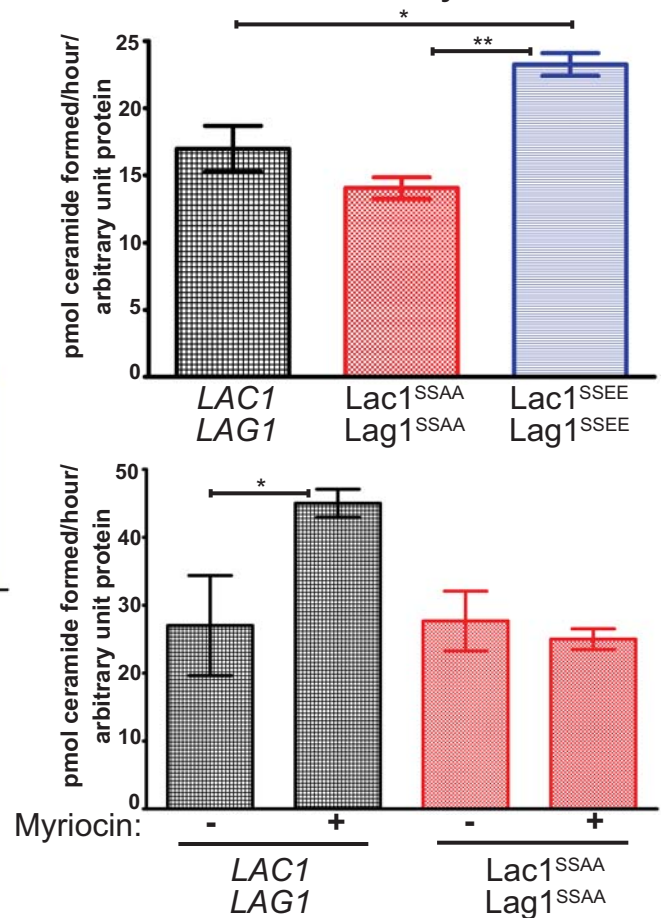 *
**
pmol ceramide formed/hour/
arbitrary unit protein
25
20
15
10
5
0
LAC1 Lac1SSAA Lac1SSEE
LAG1 Lag1SSAA Lag1SSEE
pmol ceramide formed/hour/
arbitrary unit protein
50
40
30
20
10
0
*
Myriocin: - + - +
LAC1 Lac1SSAA
LAG1 Lag1SSAA